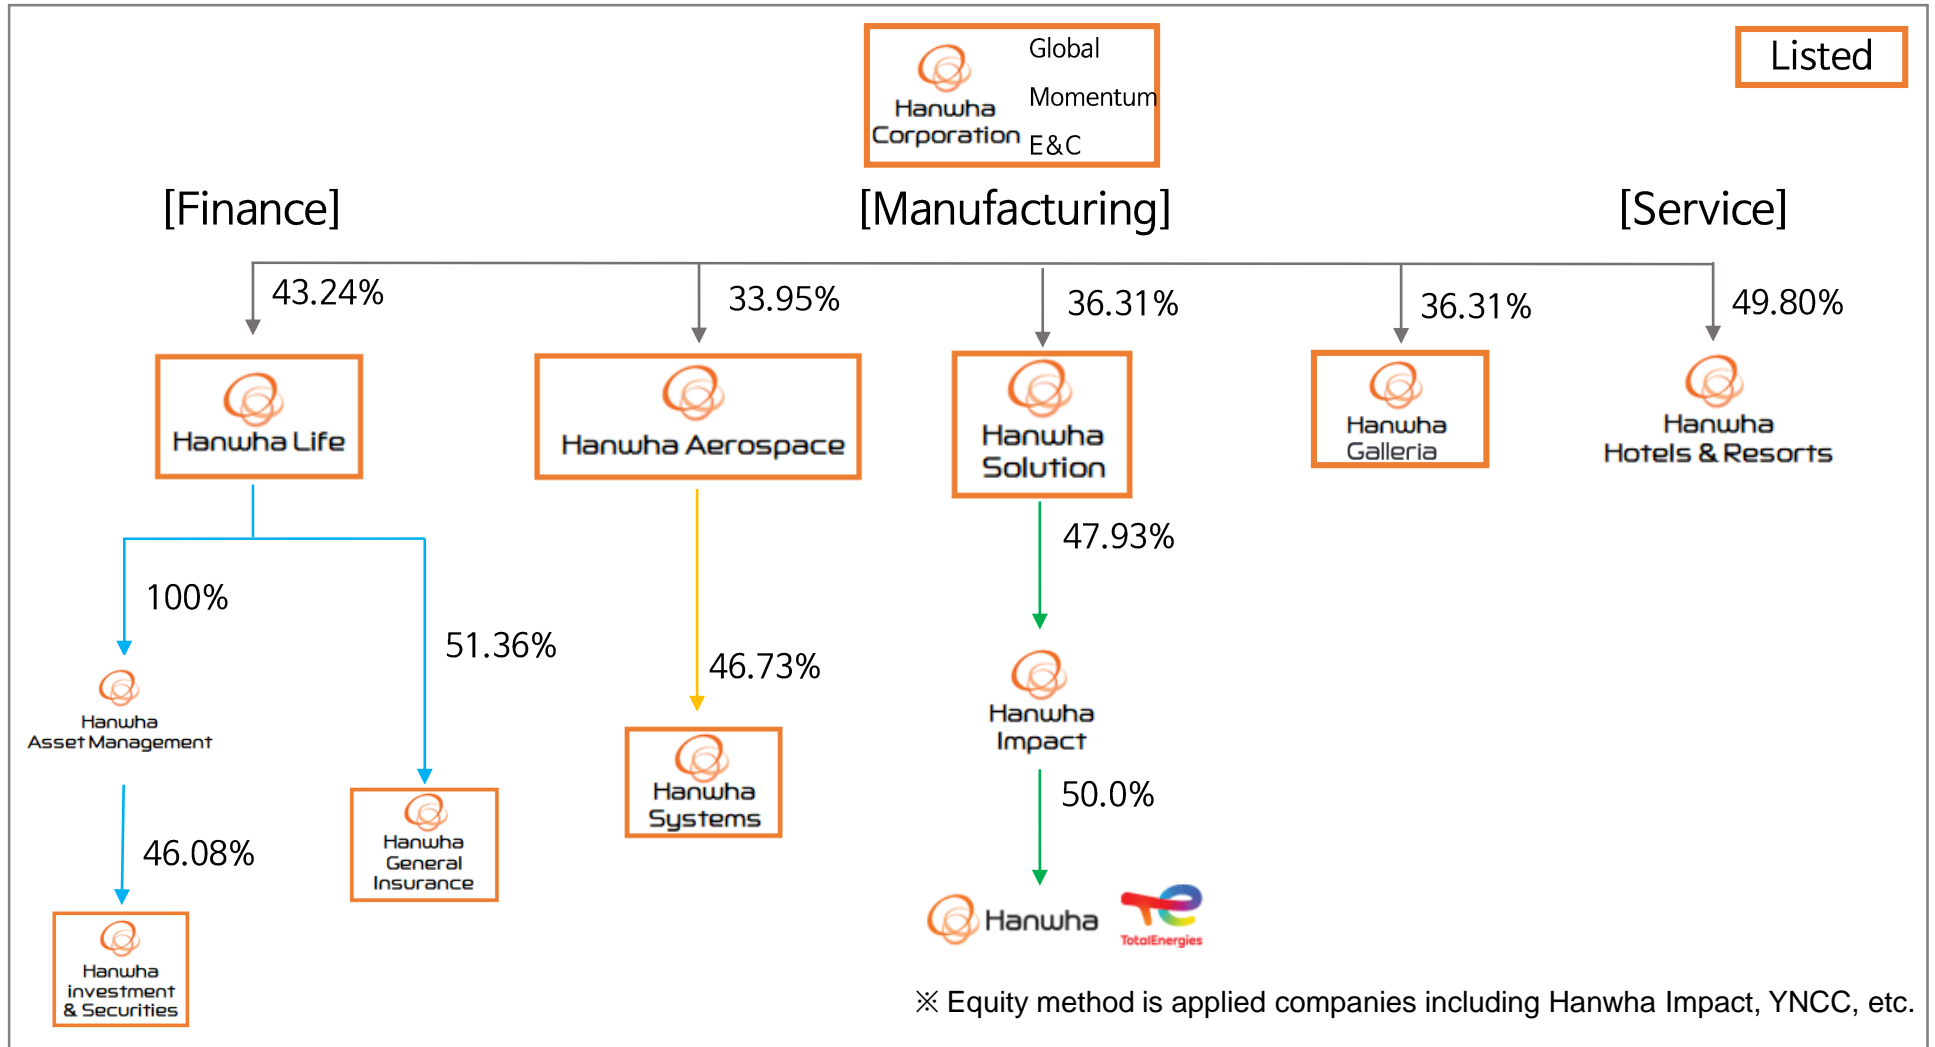 Global
Momentum
E&C
Hanwha
Corporation
Listed
[Finance]
[Manufacturing]
[Service]
43.24%
33.95%
36.31%
36.31%
49.80%
Hanwha Life
Hanwha Aerospace
Hanwha
Solution
Hanwha
Galleria
Hanwha
Hotels & Resorts
47.93%
100%
51.36%
46.73%
Hanwha
Asset Management
Hanwha
Impact
Hanwha
Systems
50.0%
46.08%
Hanwha
General
Insurance
Hanwha
TotalEnergies
Hanwha
investment
& Securities
※ Equity method is applied companies including Hanwha Impact, YNCC, etc.